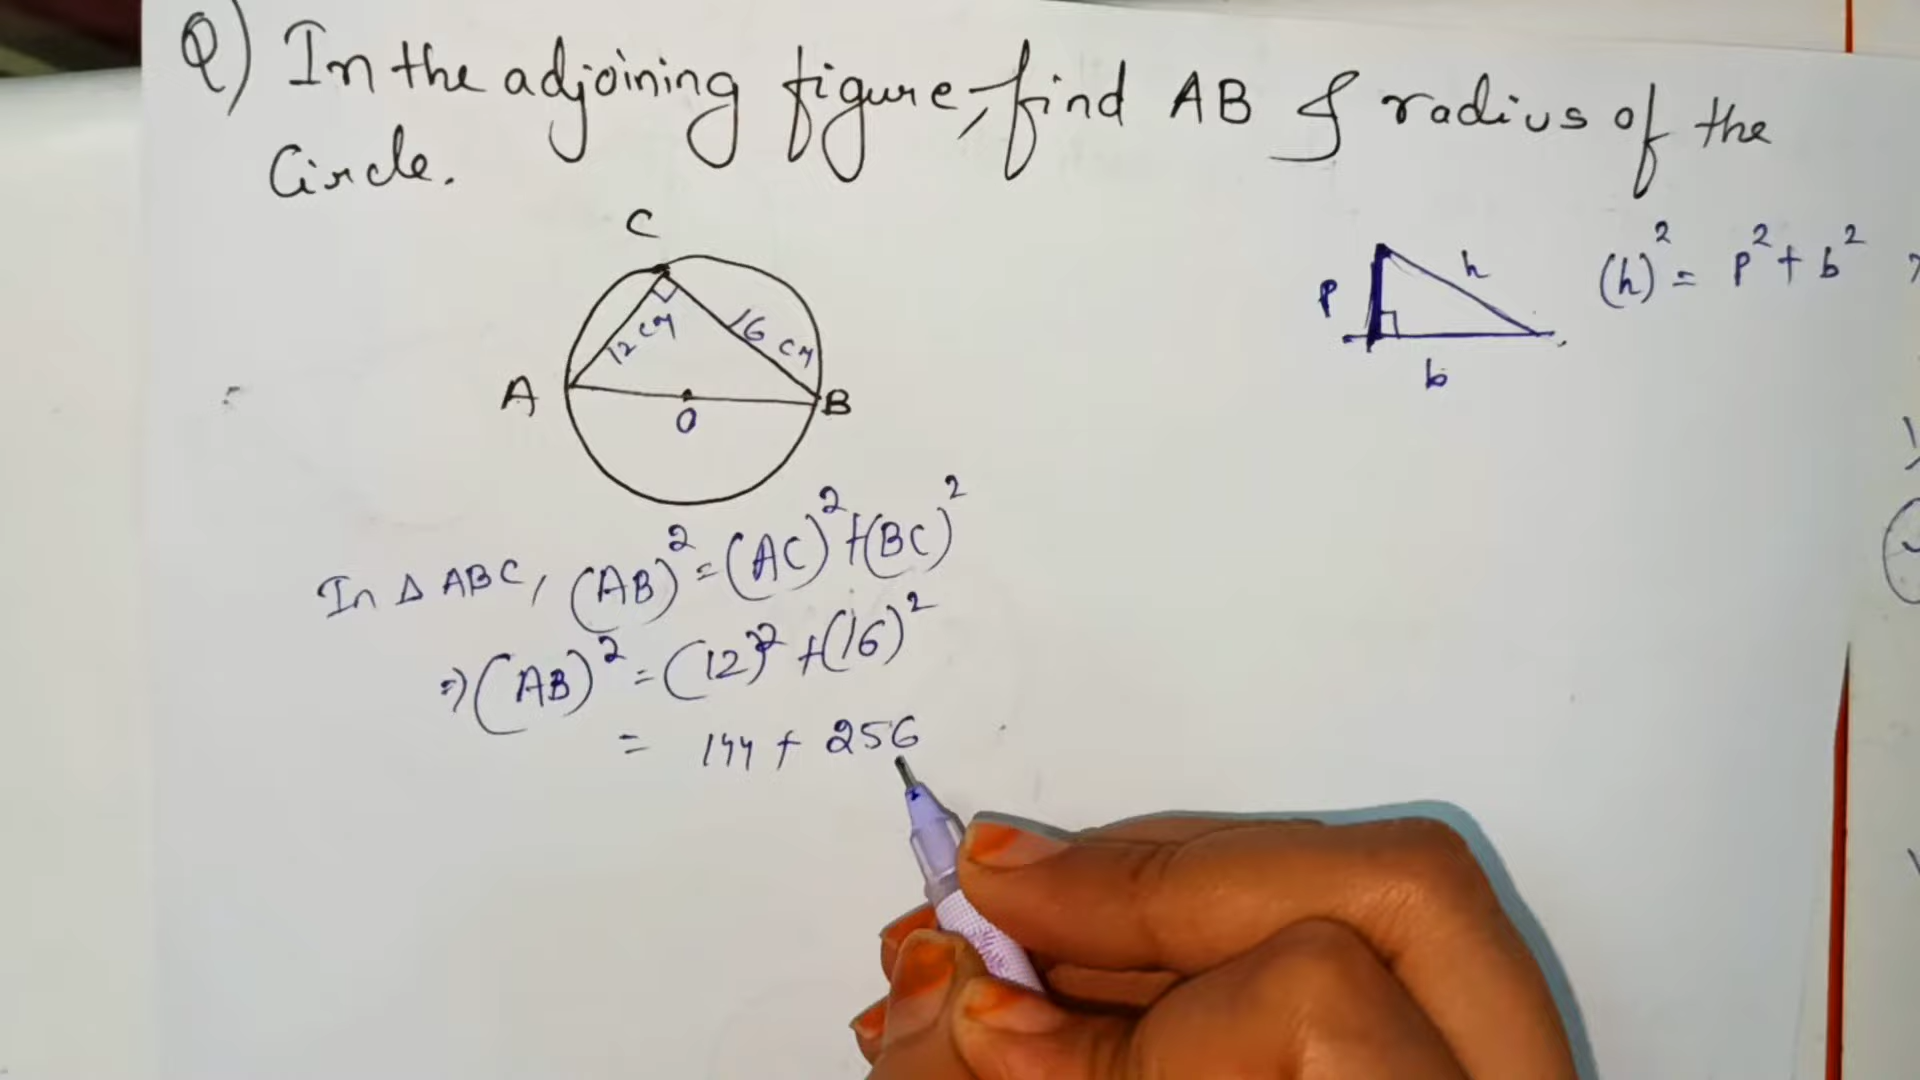 Q) In the adjoining figure, find AB & radius of the
Circle.
C
12 cm
16 cm
A
O
B
P
h
b
(h)² = p² + b²
In Δ ABC, (AB)² = (AC)² + (BC)²
⇒ (AB)² = (12)² + (16)²
= 144 + 256